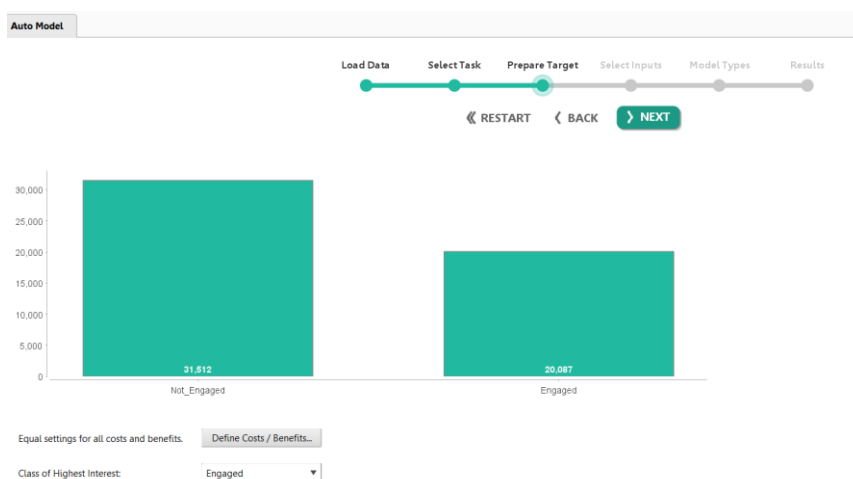 Auto Model
Load Data Select Task Prepare Target Select Inputs Model Types Results
RESTART BACK NEXT
30,000
25,000
20,000
15,000
10,000
5,000
0
31,512 20,087
Not_Engaged Engaged
Equal settings for all costs and benefits. Define Costs / Benefits...
Class of Highest Interest: Engaged